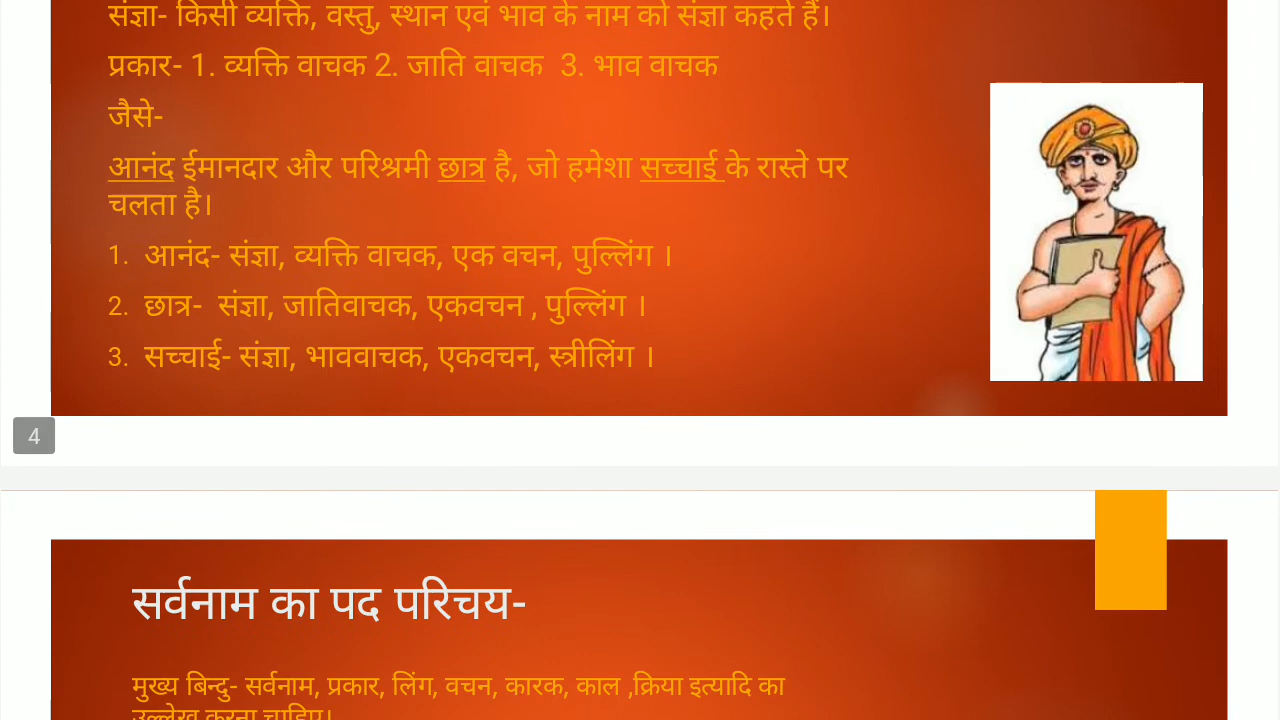 संज्ञा- किसी व्यक्ति, वस्तु, स्थान एवं भाव के नाम को संज्ञा कहते हैं।
प्रकार- 1. व्यक्ति वाचक 2. जाति वाचक 3. भाव वाचक
जैसे-
आनंद ईमानदार और परिश्रमी छात्र है, जो हमेशा सच्चाई के रास्ते पर
चलता है।
1. आनंद- संज्ञा, व्यक्ति वाचक, एक वचन, पुल्लिंग ।
2. छात्र- संज्ञा, जातिवाचक, एकवचन , पुल्लिंग ।
3. सच्चाई- संज्ञा, भाववाचक, एकवचन, स्त्रीलिंग ।
4
सर्वनाम का पद परिचय-
मुख्य बिन्दु- सर्वनाम, प्रकार, लिंग, वचन, कारक, काल ,क्रिया इत्यादि का
उल्लेख करना चाहिए।